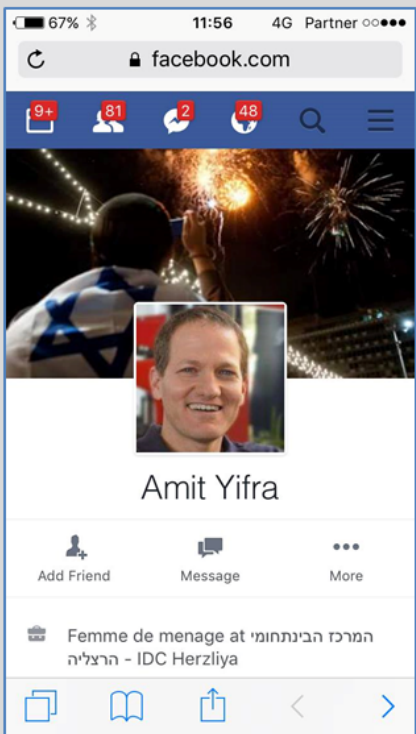 67% 11:56 4G Partner
facebook.com
9+ 81 2 48
Amit Yifra
Add Friend Message More
Femme de menage at המרכז הבינתחומי
הרצליה - IDC Herzliya